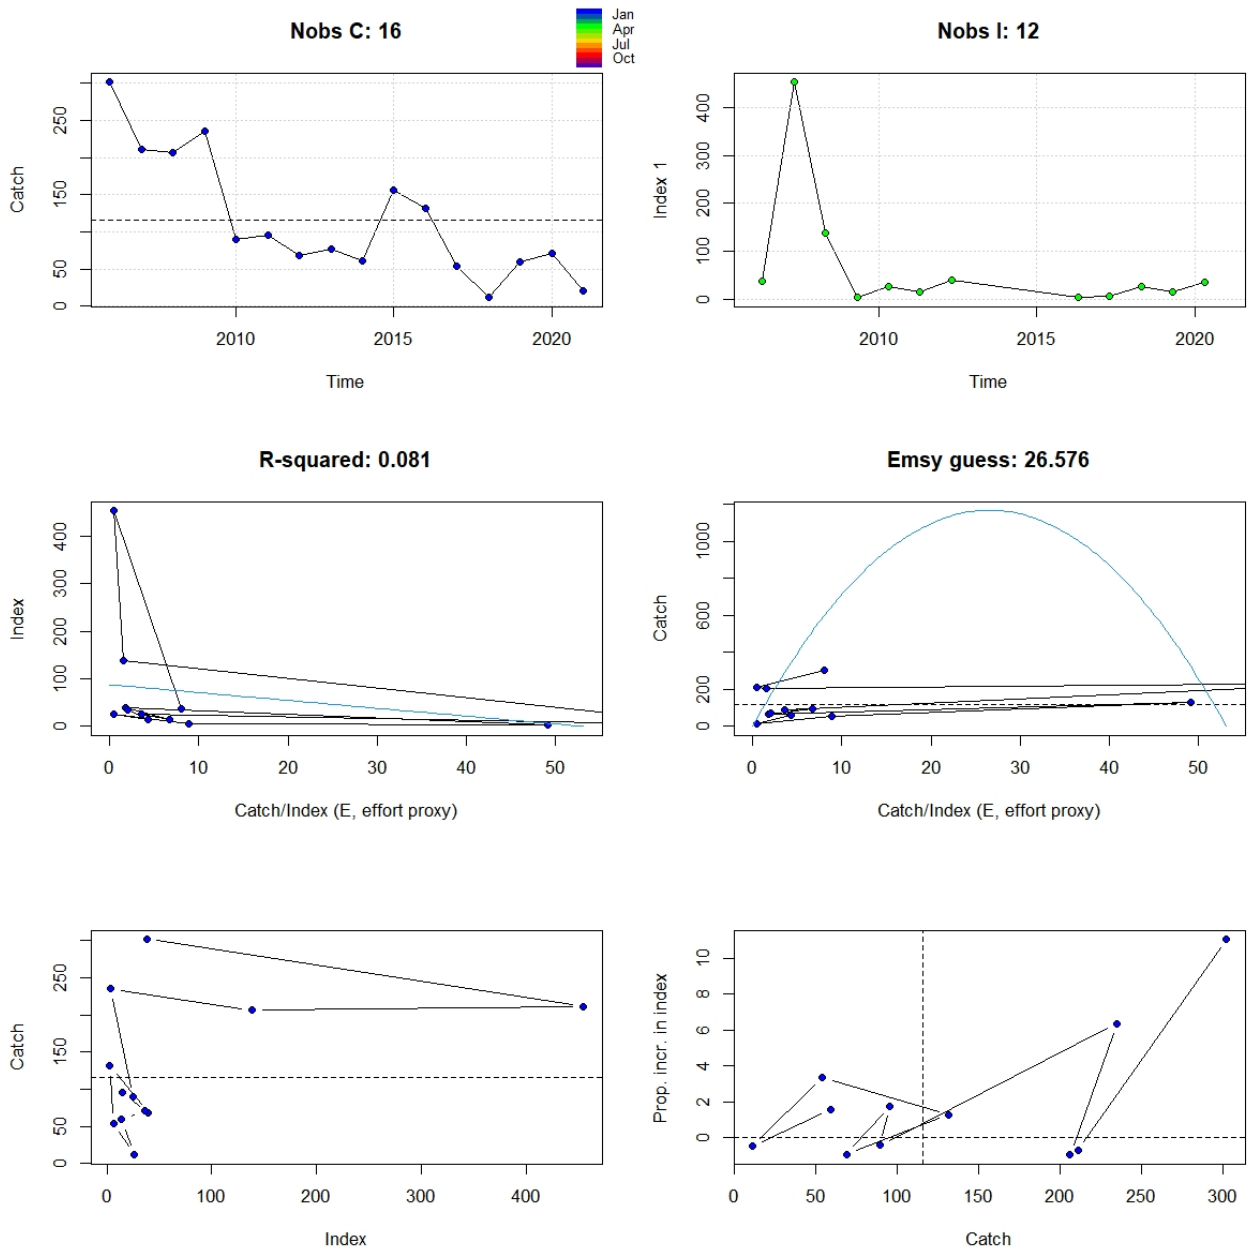 Nobs C: 16
Jan
Apr
Jul
Oct
Nobs I: 12
Catch
0
50
150
250
2010
2015
2020
Time
Index 1
0
100
200
300
400
2010
2015
2020
Time
R-squared: 0.081
Index
0
100
200
300
400
0
10
20
30
40
50
Catch/Index (E, effort proxy)
Emsy guess: 26.576
Catch
0
200
600
1000
0
10
20
30
40
50
Catch/Index (E, effort proxy)
Catch
0
50
150
250
0
100
200
300
400
Index
Prop. incr. in index
0
2
4
6
8
10
0
50
100
150
200
250
300
Catch